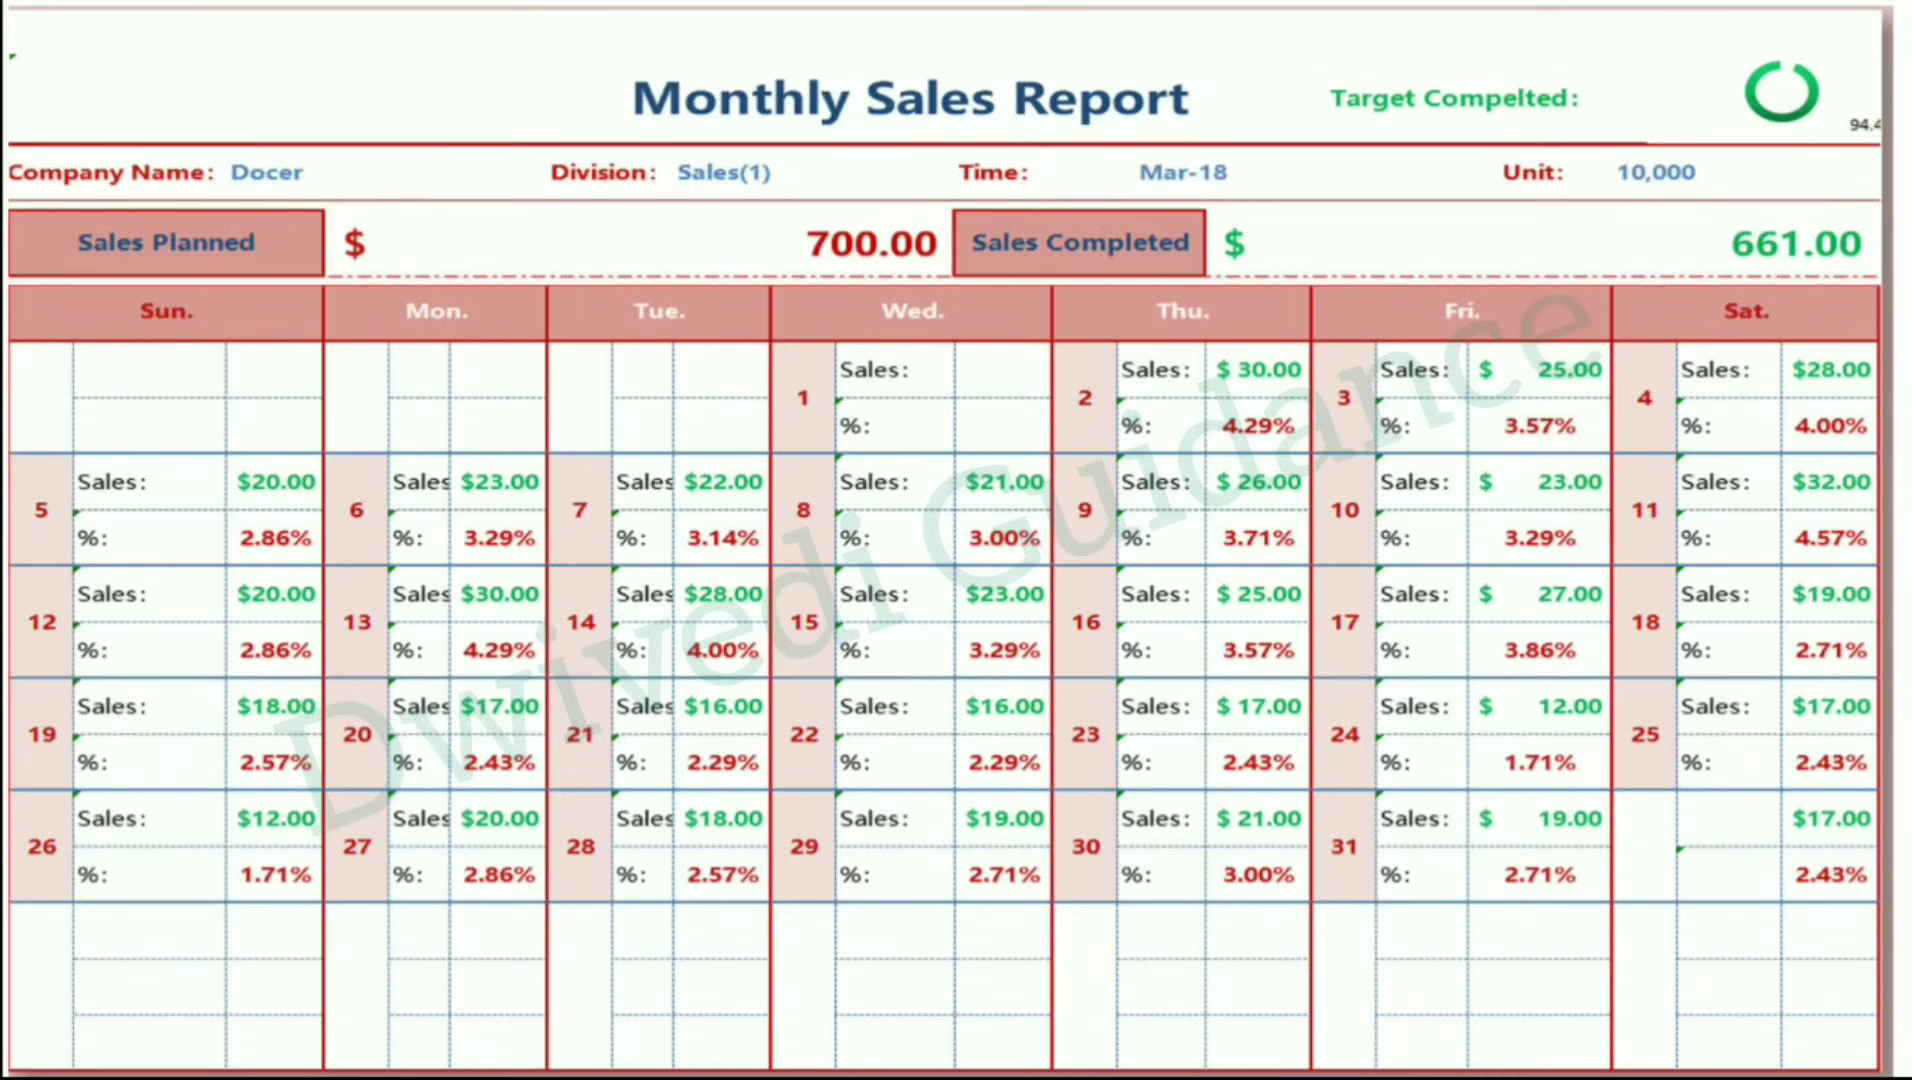 Monthly Sales Report
Target Compelted:
94.4
Company Name: Docer Division: Sales(1) Time: Mar-18 Unit: 10,000
Sales Planned $ 700.00 Sales Completed $ 661.00
Sun. Mon. Tue. Wed. Thu. Fri. Sat.
1 Sales: 2 Sales: $ 30.00 3 Sales: $ 25.00 4 Sales: $28.00
%: %: 4.29% %: 3.57% %: 4.00%
5 Sales: $20.00 6 Sales $23.00 7 Sales $22.00 8 Sales: $21.00 9 Sales: $ 26.00 10 Sales: $ 23.00 11 Sales: $32.00
%: 2.86% %: 3.29% %: 3.14% %: 3.00% %: 3.71% %: 3.29% %: 4.57%
12 Sales: $20.00 13 Sales $30.00 14 Sales $28.00 15 Sales: $23.00 16 Sales: $ 25.00 17 Sales: $ 27.00 18 Sales: $19.00
%: 2.86% %: 4.29% %: 4.00% %: 3.29% %: 3.57% %: 3.86% %: 2.71%
19 Sales: $18.00 20 Sales $17.00 21 Sales $16.00 22 Sales: $16.00 23 Sales: $ 17.00 24 Sales: $ 12.00 25 Sales: $17.00
%: 2.57% %: 2.43% %: 2.29% %: 2.29% %: 2.43% %: 1.71% %: 2.43%
26 Sales: $12.00 27 Sales $20.00 28 Sales $18.00 29 Sales: $19.00 30 Sales: $ 21.00 31 Sales: $ 19.00 $17.00
%: 1.71% %: 2.86% %: 2.57% %: 2.71% %: 3.00% %: 2.71% 2.43%
Dwivedi Guidance